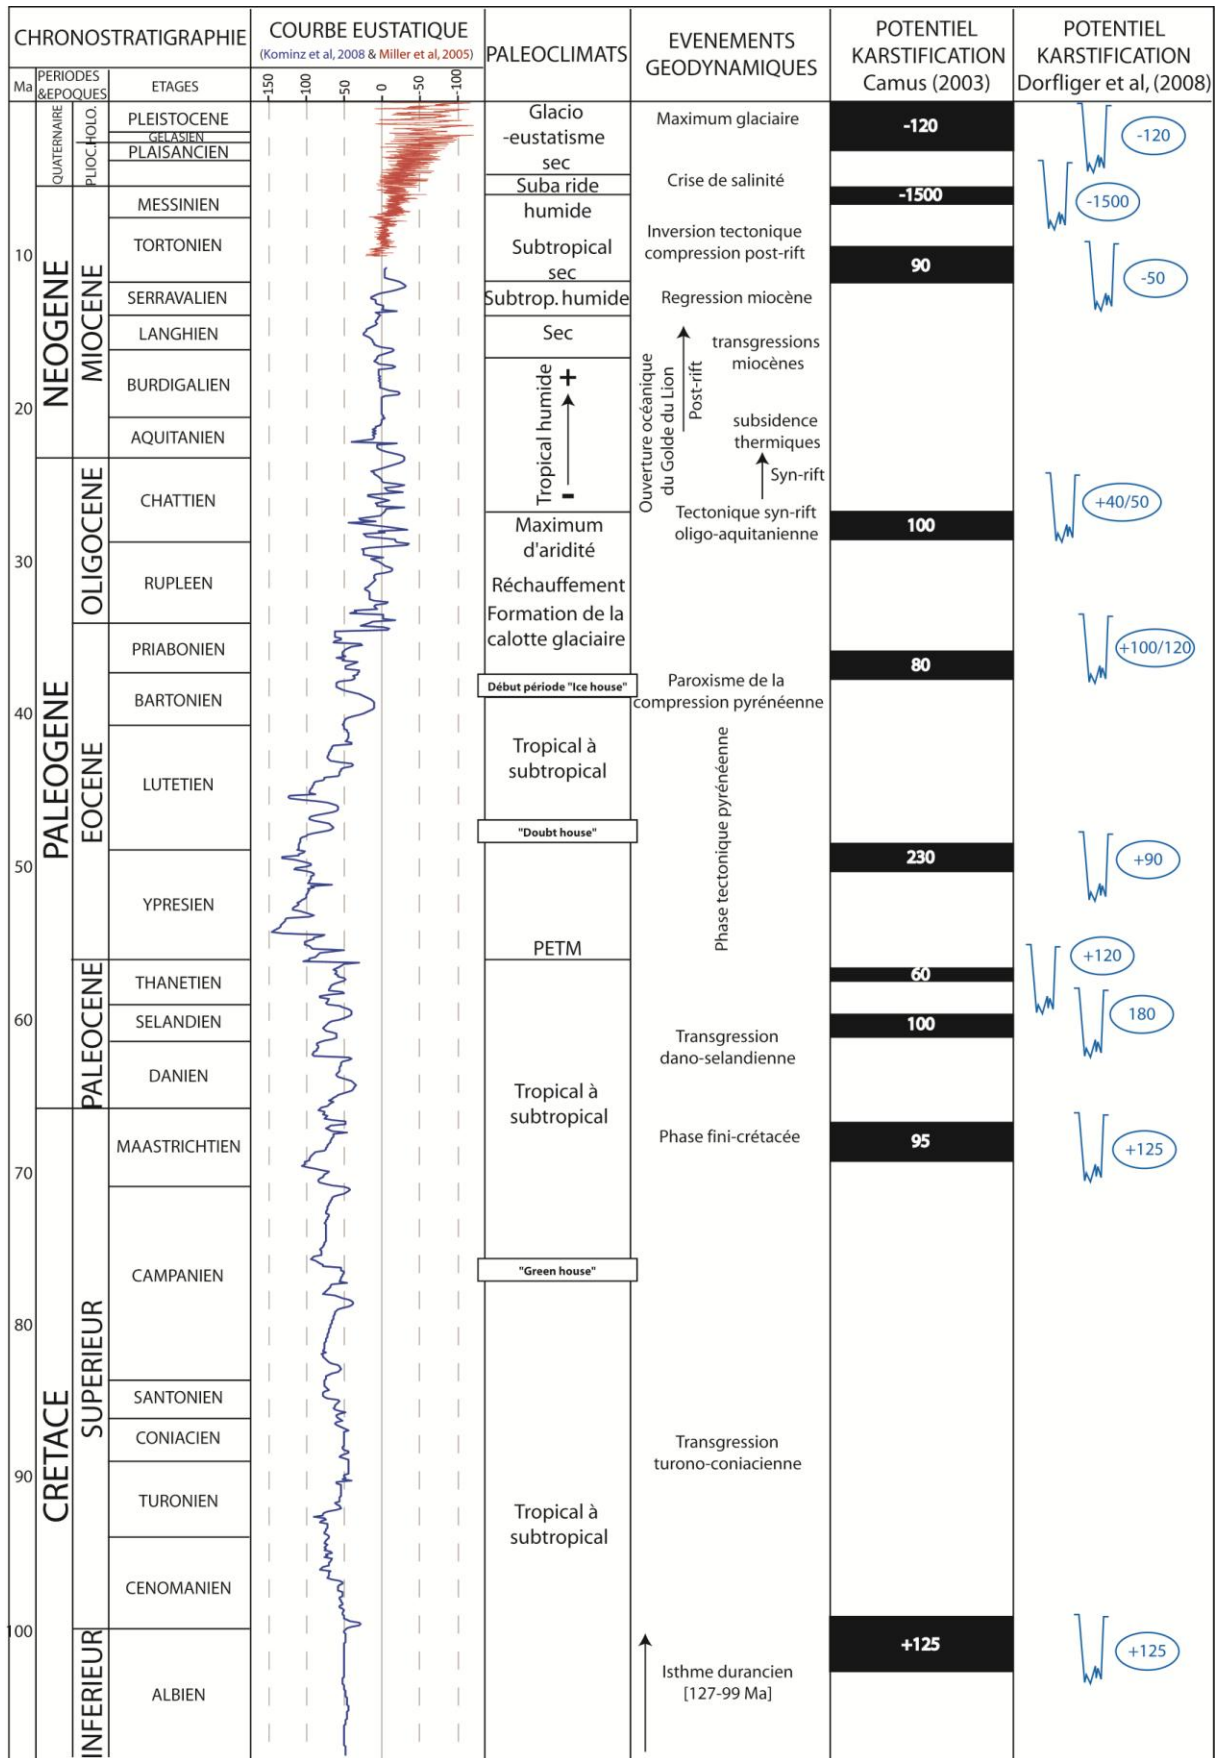 CHRONOSTRATIGRAPHIE
COURBE EUSTATIQUE
(Kominz et al, 2008 & Miller et al, 2005)
PALEOCLIMATS
EVENEMENTS
GEODYNAMIQUES
POTENTIEL
KARSTIFICATION
Camus (2003)
POTENTIEL
KARSTIFICATION
Dorfliger et al, (2008)
Ma
PERIODES
&EPOQUES
ETAGES
150
100
50
0
-50
-100
QUATERNAIRE
PLIOC.
HOLO.
PLEISTOCENE
GELASIEN
PLAISANCIEN
NEOGENE
MIOCENE
MESSINIEN
TORTONIEN
SERRAVALIEN
LANGHIEN
BURDIGALIEN
AQUITANIEN
PALEOGENE
OLIGOCENE
CHATTIEN
RUPLEEN
EOCENE
PRIABONIEN
BARTONIEN
LUTETIEN
YPRESIEN
PALEOCENE
THANETIEN
SELANDIEN
DANIEN
CRETACE
SUPERIEUR
MAASTRICHTIEN
CAMPANIEN
SANTONIEN
CONIACIEN
TURONIEN
CENOMANIEN
INFERIEUR
ALBIEN
10
20
30
40
50
60
70
80
90
100
Glacio
-eustatisme
sec
Suba ride
humide
Subtropical
sec
Subtrop. humide
Sec
Tropical humide
- +
Maximum
d'aridité
Réchauffement
Formation de la
calotte glaciaire
Début période "Ice house"
Tropical à
subtropical
"Doubt house"
PETM
Tropical à
subtropical
"Green house"
Tropical à
subtropical
Maximum glaciaire
Crise de salinité
Inversion tectonique
compression post-rift
Regression miocène
transgressions
miocènes
Ouverture océanique
du Golde du Lion
Post-rift
subsidence
thermiques
Syn-rift
Tectonique syn-rift
oligo-aquitanienne
Paroxisme de la
compression pyrénéenne
Phase tectonique pyrénéenne
Transgression
dano-selandienne
Phase fini-crétacée
Transgression
turono-coniacienne
Isthme durancien
[127-99 Ma]
-120
-1500
90
100
80
230
60
100
95
+125
-120
-1500
-50
+40/50
+100/120
+90
+120
180
+125
+125